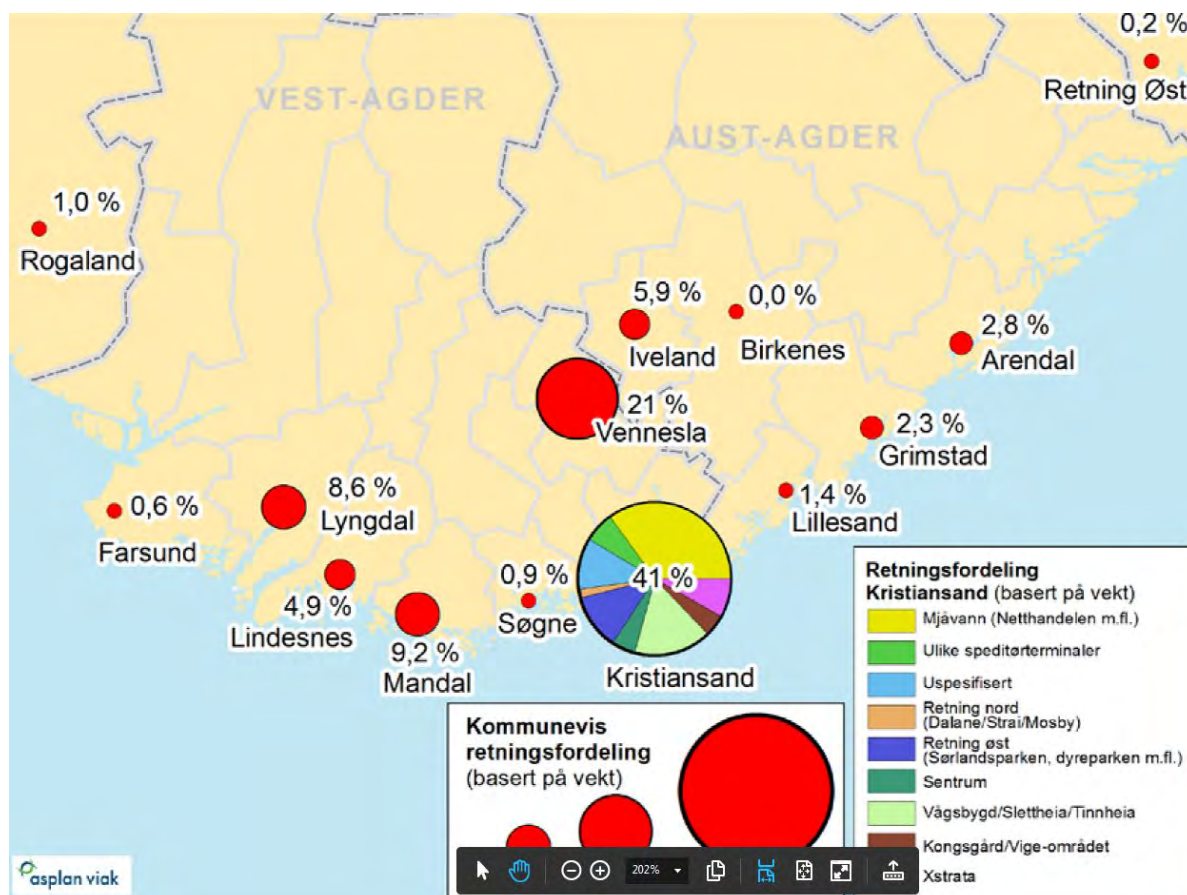 0,2 %
Retning Øst
VEST-AGDER
AUST-AGDER
1,0 %
Rogaland
5,9 %
Iveland
0,0 %
Birkenes
2,8 %
Arendal
21 %
Vennesla
2,3 %
Grimstad
8,6 %
Lyngdal
0,6 %
Farsund
1,4 %
Lillesand
4,9 %
Lindesnes
9,2 %
Mandal
0,9 %
Søgne
41 %
Kristiansand
Kommunevis
retningsfordeling
(basert på vekt)
Retningsfordeling
Kristiansand (basert på vekt)
Mjåvann (Netthandelen m.fl.)
Ulike speditørterminaler
Uspesifisert
Retning nord
(Dalane/Strai/Mosby)
Retning øst
(Sørlandsparken, dyreparken m.fl.)
Sentrum
Vågsbygd/Slettheia/Tinnheia
Kongsgård/Vige-området
Xstrata
asplan viak
202%